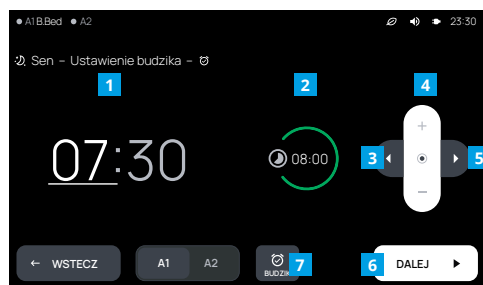 A1 B.Bed A2 23:30
Sen – Ustawienie budzika –
1 2 4
07:30
08:00
3 5
+
−
← WSTECZ A1 A2 BUDZIK 7 6 DALEJ